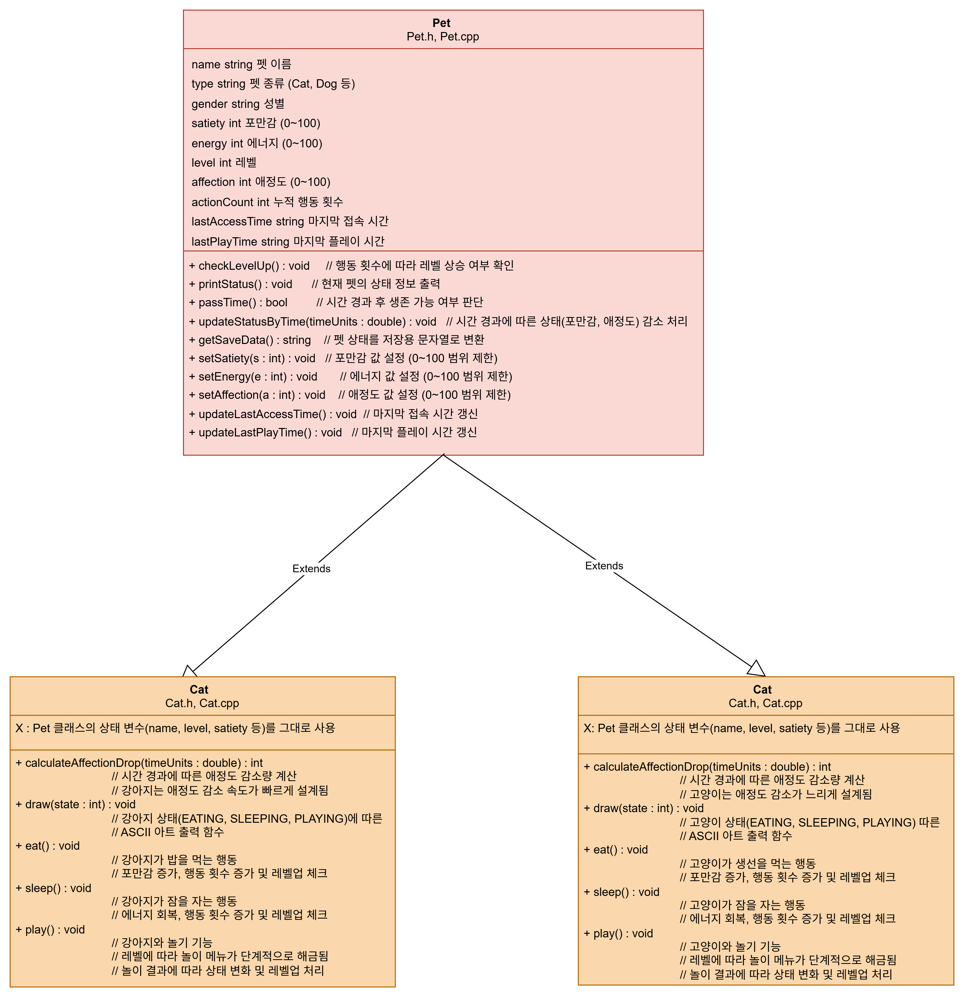 Pet
Pet.h, Pet.cpp
name string 펫 이름
type string 펫 종류 (Cat, Dog 등)
gender string 성별
satiety int 포만감 (0~100)
energy int 에너지 (0~100)
level int 레벨
affection int 애정도 (0~100)
actionCount int 누적 행동 횟수
lastAccessTime string 마지막 접속 시간
lastPlayTime string 마지막 플레이 시간
+ checkLevelUp() : void // 행동 횟수에 따라 레벨 상승 여부 확인
+ printStatus() : void // 현재 펫의 상태 정보 출력
+ passTime() : bool // 시간 경과 후 생존 가능 여부 판단
+ updateStatusByTime(timeUnits : double) : void // 시간 경과에 따른 상태(포만감, 애정도) 감소 처리
+ getSaveData() : string // 펫 상태를 저장용 문자열로 변환
+ setSatiety(s : int) : void // 포만감 값 설정 (0~100 범위 제한)
+ setEnergy(e : int) : void // 에너지 값 설정 (0~100 범위 제한)
+ setAffection(a : int) : void // 애정도 값 설정 (0~100 범위 제한)
+ updateLastAccessTime() : void // 마지막 접속 시간 갱신
+ updateLastPlayTime() : void // 마지막 플레이 시간 갱신
Extends
Extends
Cat
Cat.h, Cat.cpp
X : Pet 클래스의 상태 변수(name, level, satiety 등)를 그대로 사용
+ calculateAffectionDrop(timeUnits : double) : int
// 시간 경과에 따른 애정도 감소량 계산
// 강아지는 애정도 감소 속도가 빠르게 설계됨
+ draw(state : int) : void
// 강아지 상태(EATING, SLEEPING, PLAYING)에 따른
// ASCII 아트 출력 함수
+ eat() : void
// 강아지가 밥을 먹는 행동
// 포만감 증가, 행동 횟수 증가 및 레벨업 체크
+ sleep() : void
// 강아지가 잠을 자는 행동
// 에너지 회복, 행동 횟수 증가 및 레벨업 체크
+ play() : void
// 강아지와 놀기 기능
// 레벨에 따라 놀이 메뉴가 단계적으로 해금됨
// 놀이 결과에 따라 상태 변화 및 레벨업 처리
Cat
Cat.h, Cat.cpp
X: Pet 클래스의 상태 변수(name, level, satiety 등)를 그대로 사용
+ calculateAffectionDrop(timeUnits : double) : int
// 시간 경과에 따른 애정도 감소량 계산
// 고양이는 애정도 감소가 느리게 설계됨
+ draw(state : int) : void
// 고양이 상태(EATING, SLEEPING, PLAYING) 따른
// ASCII 아트 출력 함수
+ eat() : void
// 고양이가 생선을 먹는 행동
// 포만감 증가, 행동 횟수 증가 및 레벨업 체크
+ sleep() : void
// 고양이가 잠을 자는 행동
// 에너지 회복, 행동 횟수 증가 및 레벨업 체크
+ play() : void
// 고양이와 놀기 기능
// 레벨에 따라 놀이 메뉴가 단계적으로 해금됨
// 놀이 결과에 따라 상태 변화 및 레벨업 처리